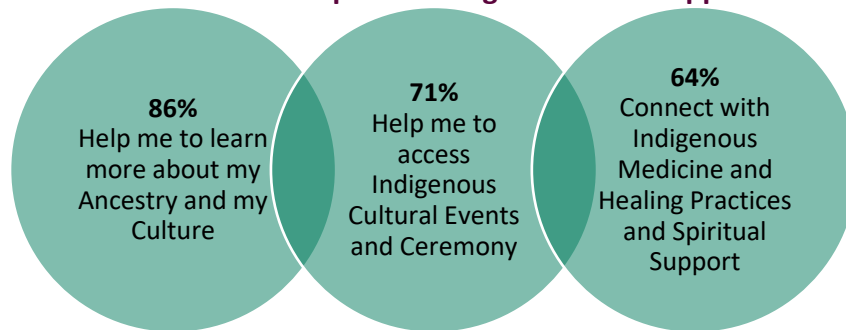 86%
Help me to learn
more about my
Ancestry and my
Culture
71%
Help me to
access
Indigenous
Cultural Events
and Ceremony
64%
Connect with
Indigenous
Medicine and
Healing Practices
and Spiritual
Support